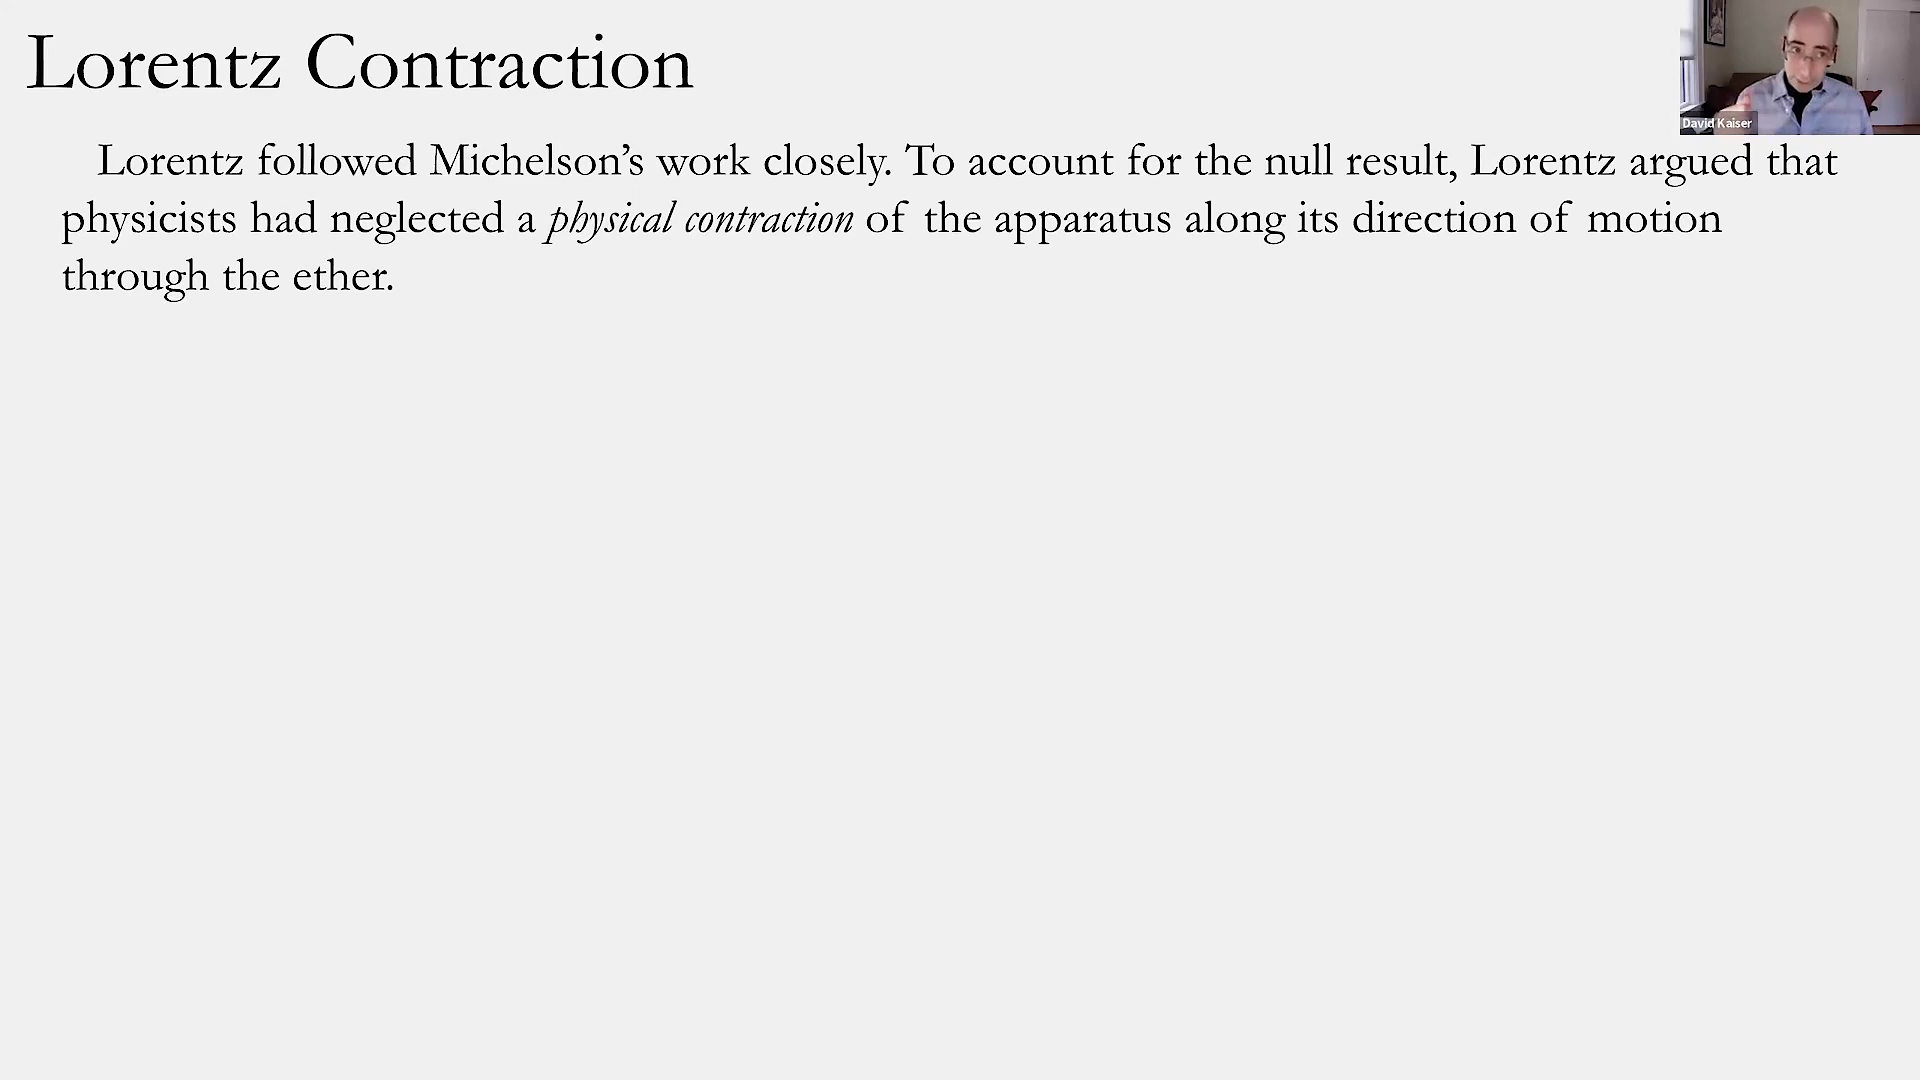 Lorentz Contraction
David Kaiser
Lorentz followed Michelson’s work closely. To account for the null result, Lorentz argued that
physicists had neglected a physical contraction of the apparatus along its direction of motion
through the ether.